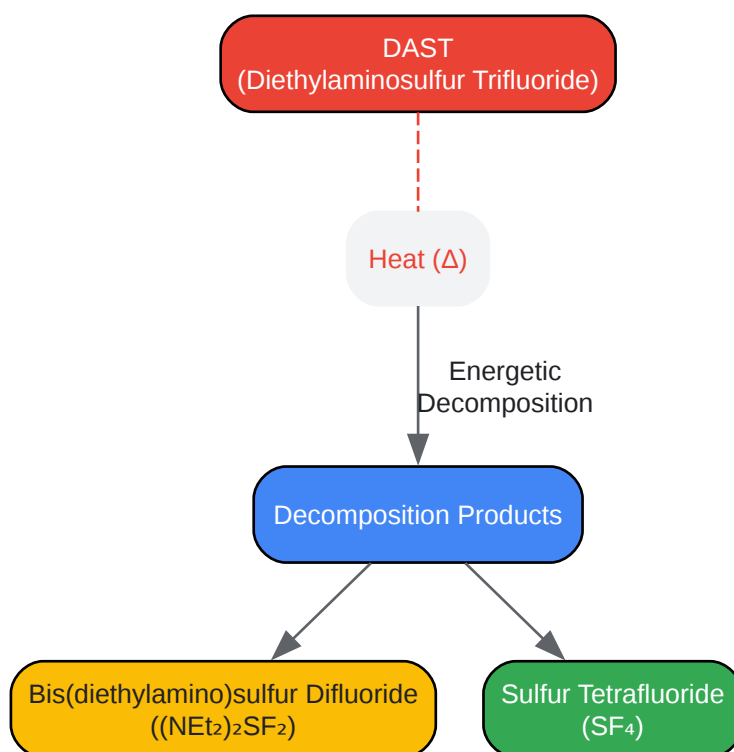 DAST
(Diethylaminosulfur Trifluoride)
Heat (Δ)
Energetic
Decomposition
Decomposition Products
Bis(diethylamino)sulfur Difluoride
((NEt₂)₂SF₂)
Sulfur Tetrafluoride
(SF₄)